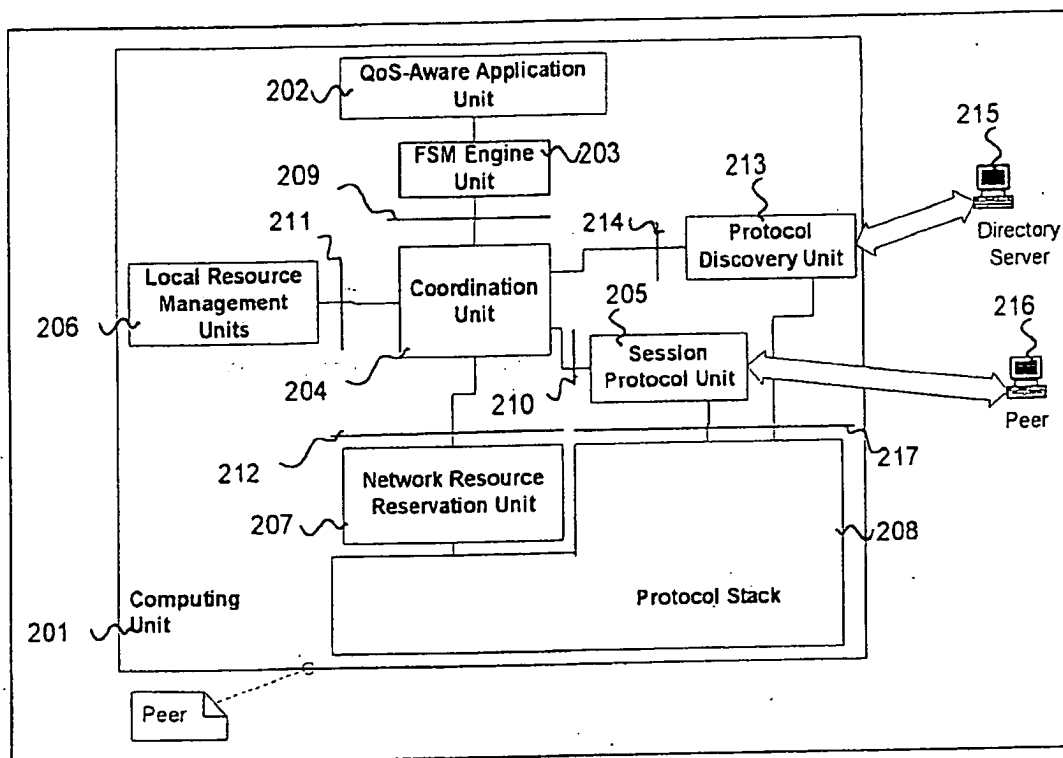 QoS-Aware Application
Unit
202
FSM Engine
Unit
203
209
211
214
213
215
Protocol
Discovery Unit
Directory
Server
Local Resource
Management
Units
206
Coordination
Unit
204
205
Session
Protocol Unit
210
216
Peer
212
217
Network Resource
Reservation Unit
207
208
Protocol Stack
Computing
Unit
201
Peer